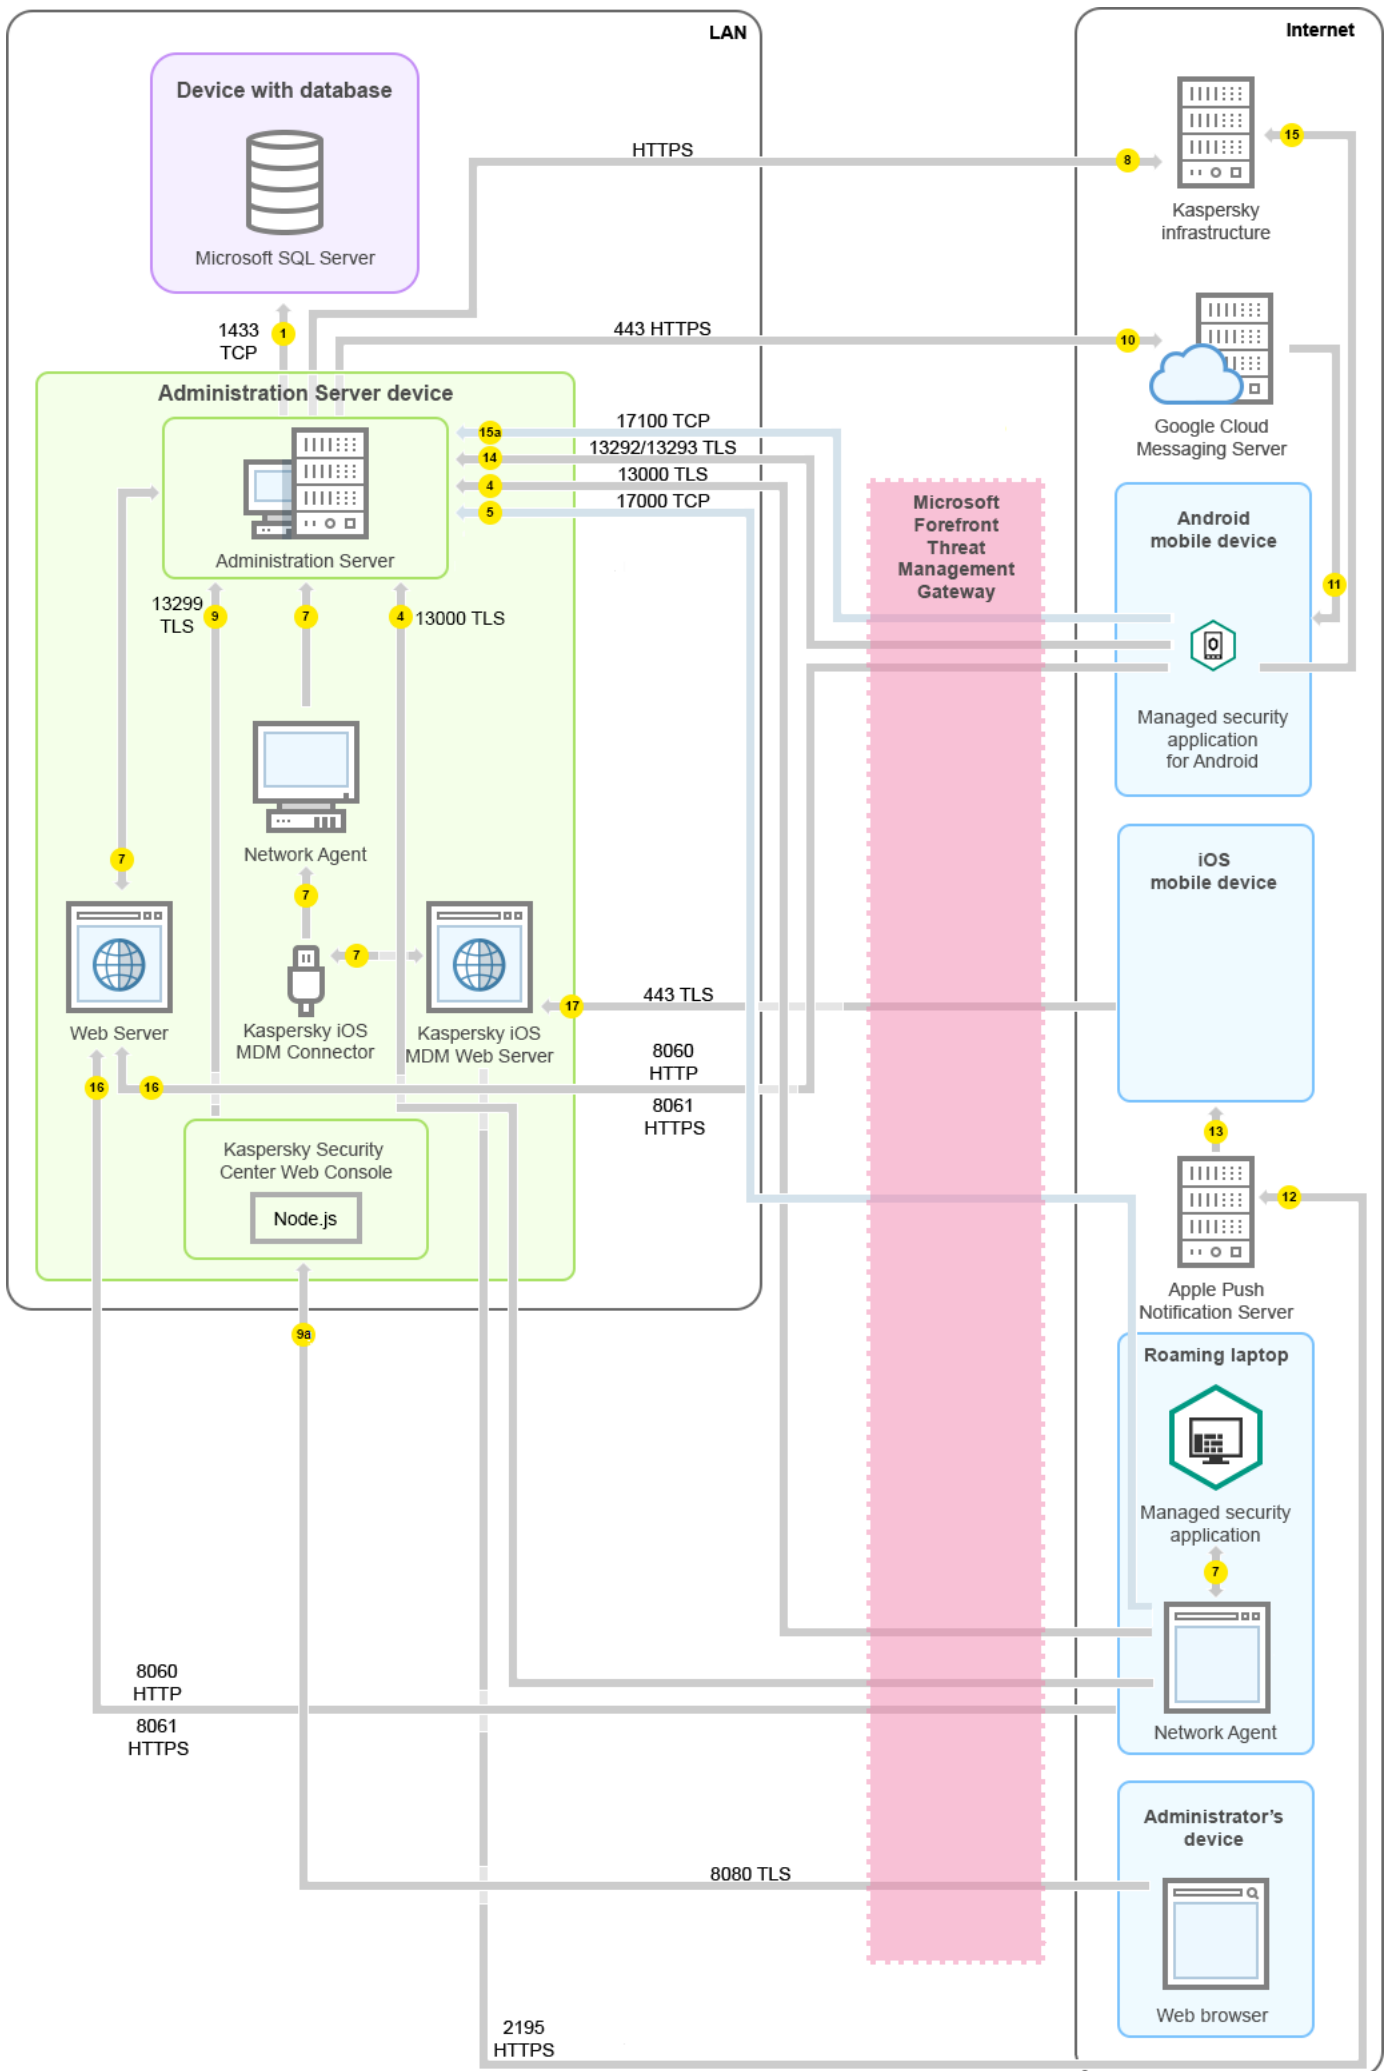 LAN
Internet
Device with database
Microsoft SQL Server
HTTPS
8
15
Kaspersky
infrastructure
1433
TCP
1
443 HTTPS
10
Google Cloud
Messaging Server
Administration Server device
Administration Server
17100 TCP
15a
13292/13293 TLS
14
13000 TLS
4
17000 TCP
5
Microsoft
Forefront
Threat
Management
Gateway
Android
mobile device
11
Managed security
application
for Android
13299
TLS
9
7
4
13000 TLS
Network Agent
7
7
7
Web Server
Kaspersky iOS
MDM Connector
Kaspersky iOS
MDM Web Server
17
443 TLS
iOS
mobile device
16
16
8060
HTTP
8061
HTTPS
13
12
Apple Push
Notification Server
Kaspersky Security
Center Web Console
Node.js
9a
Roaming laptop
Managed security
application
7
Network Agent
8060
HTTP
8061
HTTPS
Administrator's
device
8080 TLS
Web browser
2195
HTTPS